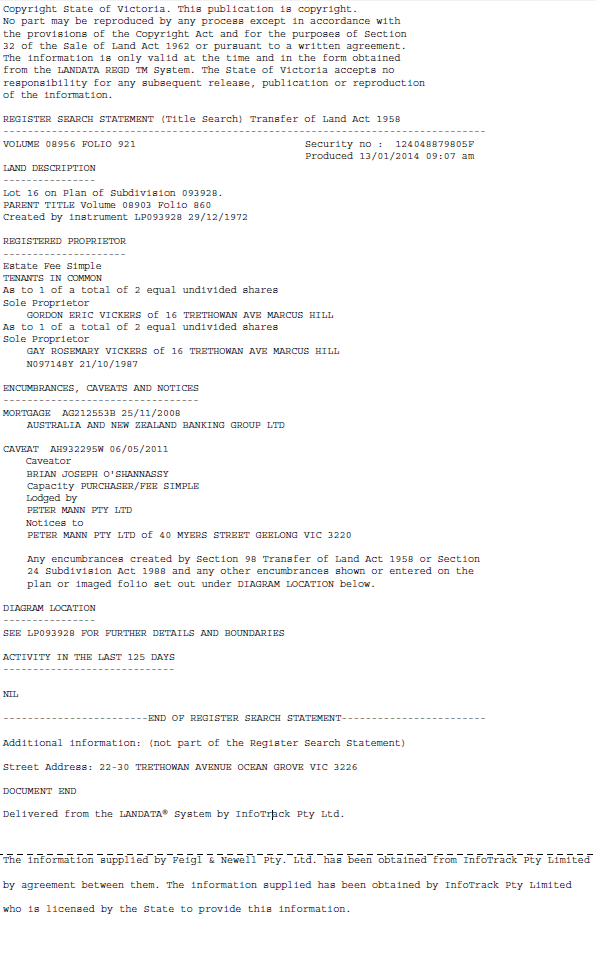 Copyright State of Victoria. This publication is copyright.
No part may be reproduced by any process except in accordance with
the provisions of the Copyright Act and for the purposes of Section
32 of the Sale of Land Act 1962 or pursuant to a written agreement.
The information is only valid at the time and in the form obtained
from the LANDATA REGD TM System. The State of Victoria accepts no
responsibility for any subsequent release, publication or reproduction
of the information.
REGISTER SEARCH STATEMENT (Title Search) Transfer of Land Act 1958
--------------------------------------------------------------------------------
VOLUME 08956 FOLIO 921 Security no : 124048879805F
Produced 13/01/2014 09:07 am
LAND DESCRIPTION
---------------
Lot 16 on Plan of Subdivision 093928.
PARENT TITLE Volume 08903 Folio 860
Created by instrument LP093928 29/12/1972
REGISTERED PROPRIETOR
--------------------
Estate Fee Simple
TENANTS IN COMMON
As to 1 of a total of 2 equal undivided shares
Sole Proprietor
GORDON ERIC VICKERS of 16 TRETHOWAN AVE MARCUS HILL
As to 1 of a total of 2 equal undivided shares
Sole Proprietor
GAY ROSEMARY VICKERS of 16 TRETHOWAN AVE MARCUS HILL
N097148Y 21/10/1987
ENCUMBRANCES, CAVEATS AND NOTICES
--------------------------------
MORTGAGE AG212553B 25/11/2008
AUSTRALIA AND NEW ZEALAND BANKING GROUP LTD
CAVEAT AH932295W 06/05/2011
Caveator
BRIAN JOSEPH O'SHANNASSY
Capacity PURCHASER/FEE SIMPLE
Lodged by
PETER MANN PTY LTD
Notices to
PETER MANN PTY LTD of 40 MYERS STREET GEELONG VIC 3220
Any encumbrances created by Section 98 Transfer of Land Act 1958 or Section
24 Subdivision Act 1988 and any other encumbrances shown or entered on the
plan or imaged folio set out under DIAGRAM LOCATION below.
DIAGRAM LOCATION
---------------
SEE LP093928 FOR FURTHER DETAILS AND BOUNDARIES
ACTIVITY IN THE LAST 125 DAYS
----------------------------
NIL
------------------------END OF REGISTER SEARCH STATEMENT------------------------
Additional information: (not part of the Register Search Statement)
Street Address: 22-30 TRETHOWAN AVENUE OCEAN GROVE VIC 3226
DOCUMENT END
Delivered from the LANDATA® System by InfoTrack Pty Ltd.
The information supplied by Feigl & Newell Pty. Ltd. has been obtained from InfoTrack Pty Limited
by agreement between them. The information supplied has been obtained by InfoTrack Pty Limited
who is licensed by the State to provide this information.